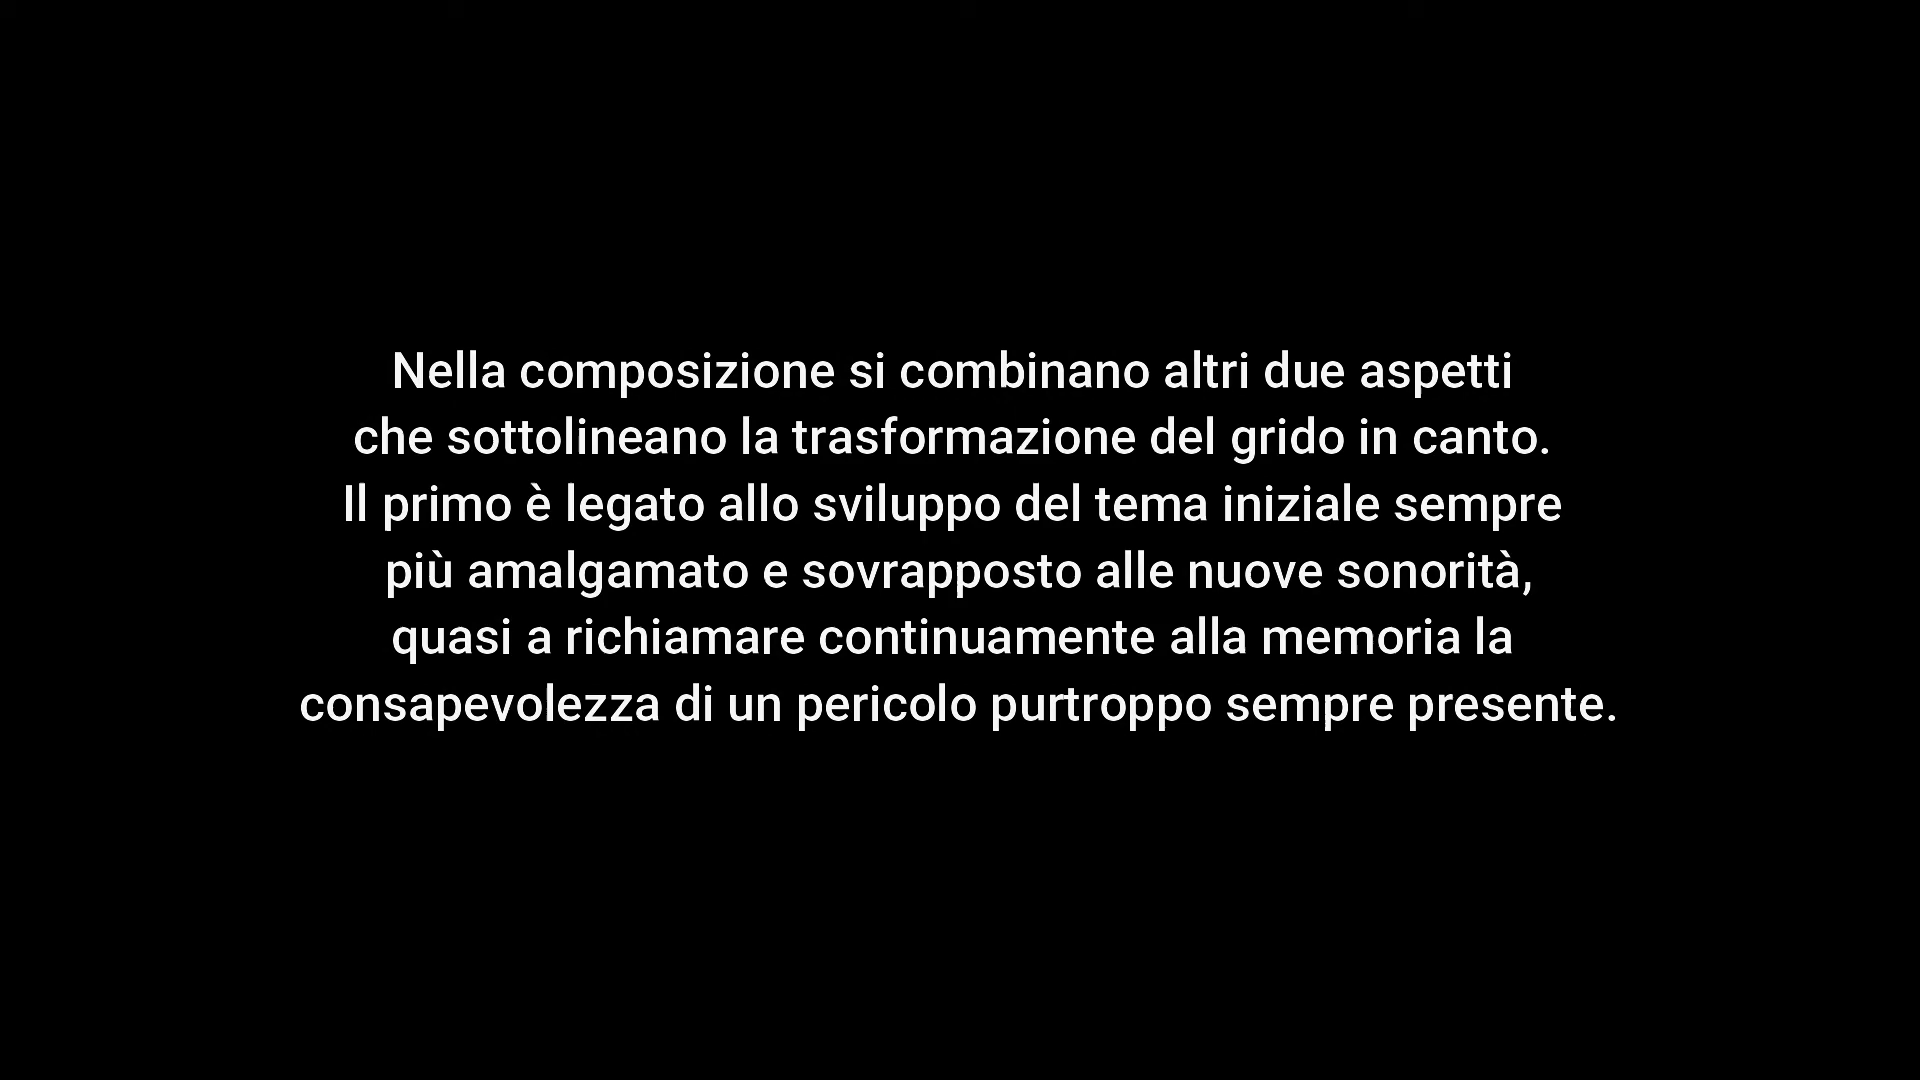 Nella composizione si combinano altri due aspetti
che sottolineano la trasformazione del grido in canto.
Il primo è legato allo sviluppo del tema iniziale sempre
più amalgamato e sovrapposto alle nuove sonorità,
quasi a richiamare continuamente alla memoria la
consapevolezza di un pericolo purtroppo sempre presente.